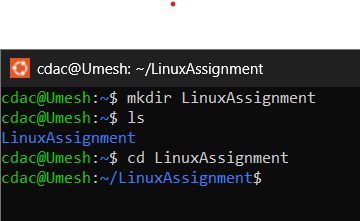 cdac@Umesh: ~/LinuxAssignment
cdac@Umesh:~$ mkdir LinuxAssignment
cdac@Umesh:~$ ls
LinuxAssignment
cdac@Umesh:~$ cd LinuxAssignment
cdac@Umesh:~/LinuxAssignment$